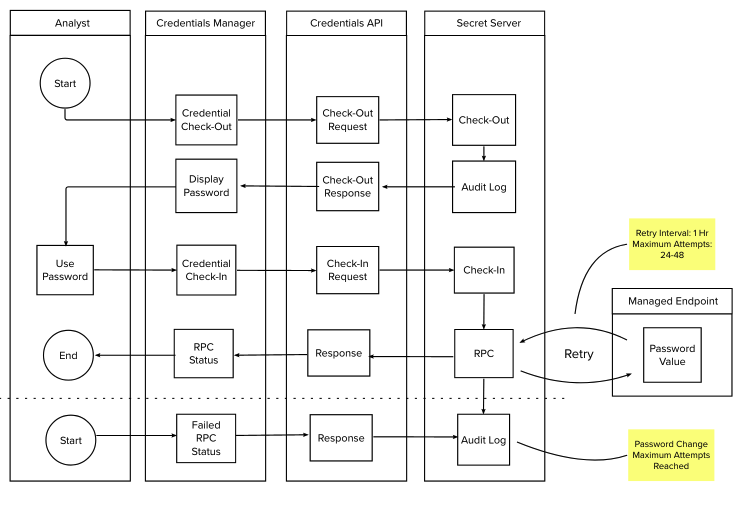 Analyst
Credentials Manager
Credentials API
Secret Server
Start
Credential
Check-Out
Check-Out
Request
Check-Out
Display
Password
Check-Out
Response
Audit Log
Use
Password
Credential
Check-In
Check-In
Request
Check-In
Retry Interval: 1 Hr
Maximum Attempts:
24-48
Managed Endpoint
End
RPC
Status
Response
RPC
Retry
Password
Value
Start
Failed
RPC
Status
Response
Audit Log
Password Change
Maximum Attempts
Reached